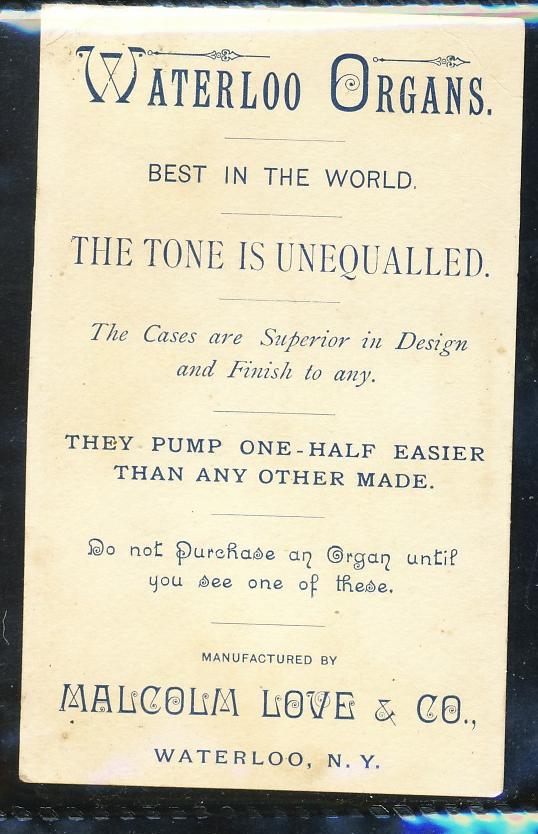 WATERLOO ORGANS.
BEST IN THE WORLD.
THE TONE IS UNEQUALLED.
The Cases are Superior in Design
and Finish to any.
THEY PUMP ONE-HALF EASIER
THAN ANY OTHER MADE.
Do not Purchase an Organ until
you see one of these.
MANUFACTURED BY
MALCOLM LOVE & CO.,
WATERLOO, N. Y.